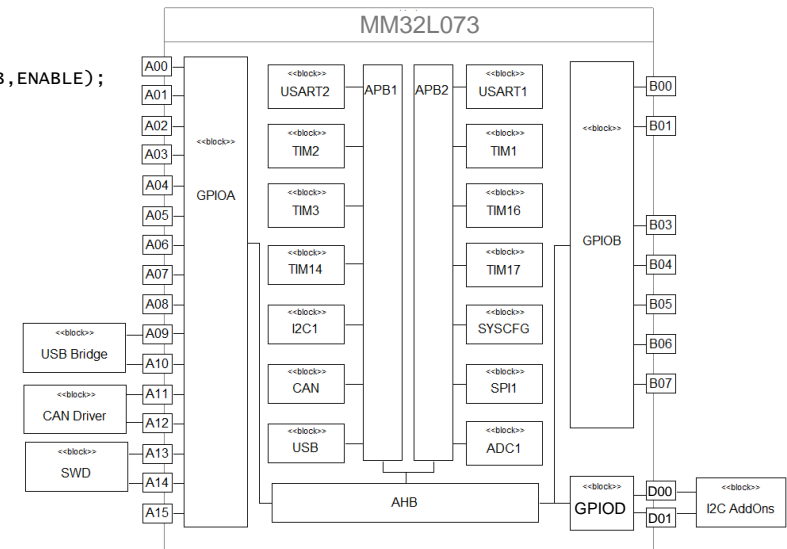 MM32L073
3,ENABLE);
A00
A01
A02
A03
A04
A05
A06
A07
A08
A09
A10
A11
A12
A13
A14
A15
<<block>>
USB Bridge
<<block>>
CAN Driver
<<block>>
SWD
<<block>>
GPIOA
<<block>>
USART2
<<block>>
TIM2
<<block>>
TIM3
<<block>>
TIM14
<<block>>
I2C1
<<block>>
CAN
<<block>>
USB
APB1
APB2
<<block>>
USART1
<<block>>
TIM1
<<block>>
TIM16
<<block>>
TIM17
<<block>>
SYSCFG
<<block>>
SPI1
<<block>>
ADC1
AHB
<<block>>
GPIOB
B00
B01
B03
B04
B05
B06
B07
<<block>>
GPIOD
D00
D01
<<block>>
I2C AddOns